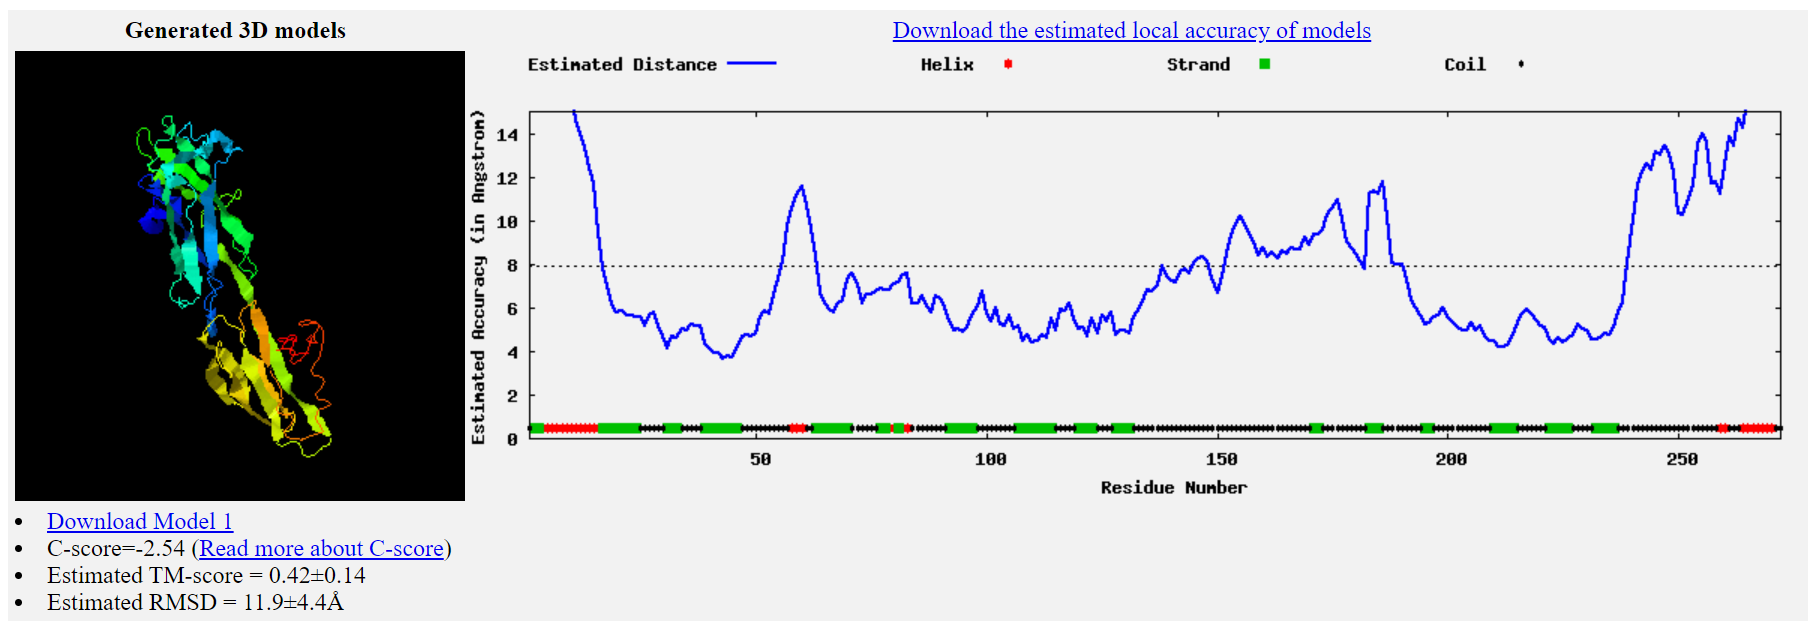 Generated 3D models
Download the estimated local accuracy of models
Estimated Distance
Helix
Strand
Coil
Estimated Accuracy (in Angstrom)
14
12
10
8
6
4
2
0
50
100
150
200
250
Residue Number
• Download Model 1
• C-score=-2.54 (Read more about C-score)
• Estimated TM-score = 0.42±0.14
• Estimated RMSD = 11.9±4.4Å